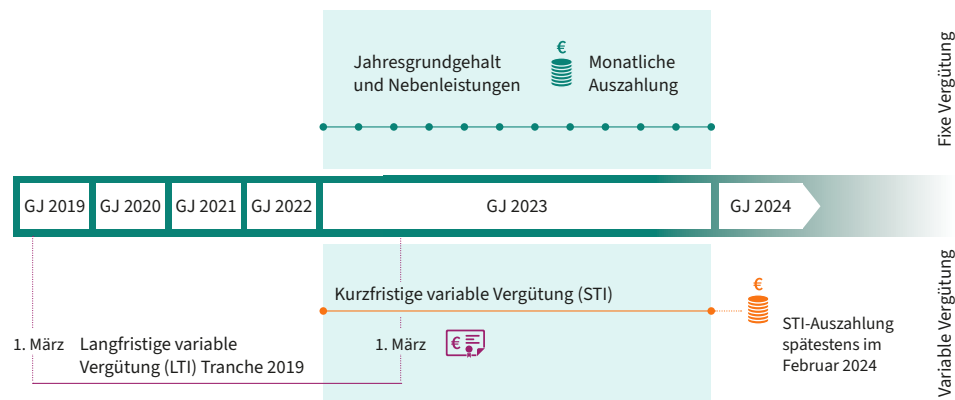 €
Jahresgrundgehalt
und Nebenleistungen
Monatliche
Auszahlung
Fixe Vergütung
GJ 2019
GJ 2020
GJ 2021
GJ 2022
GJ 2023
GJ 2024
Kurzfristige variable Vergütung (STI)
€
STI-Auszahlung
spätestens im
Februar 2024
1. März
Langfristige variable
Vergütung (LTI) Tranche 2019
1. März
€
Variable Vergütung